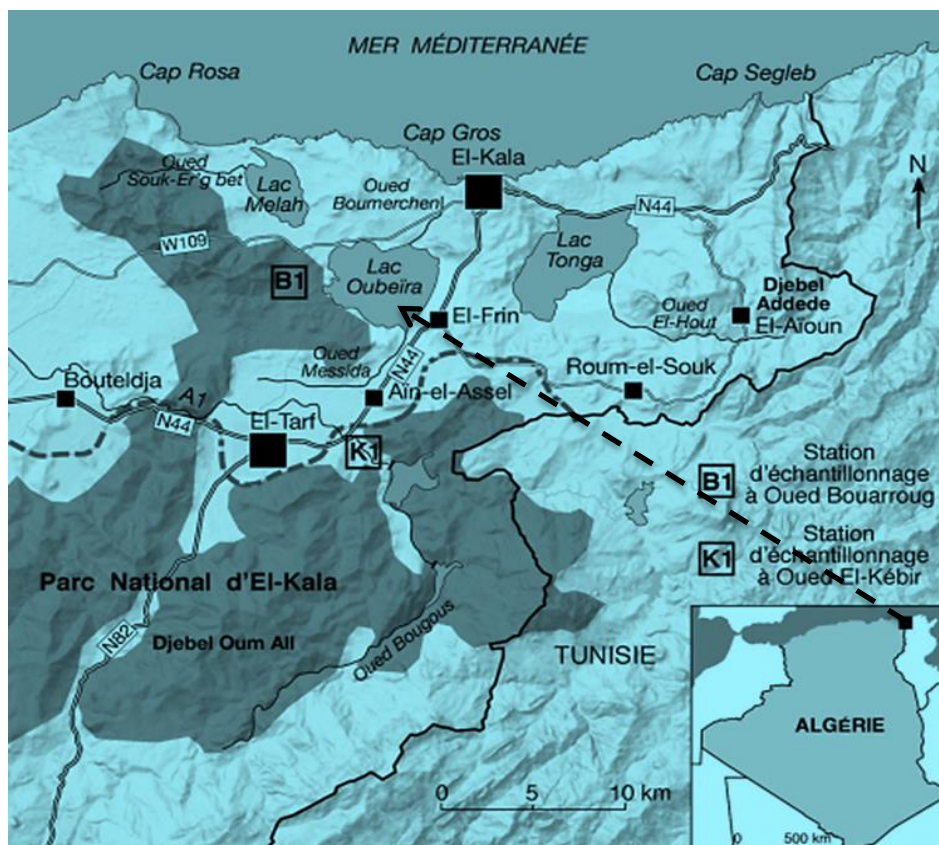 MER MÉDITERRANÉE
Cap Rosa
Cap Segleb
Cap Gros
El-Kala
Oued
Souk-Er'g bet
Lac
Melah
Oued
Boumerchen
N
N44
W109
Lac
Tonga
B1
Lac
Oubeïra
Djebel
Addede
El-Aïoun
Oued
El-Hout
El-Frin
Oued
Messida
N44
Roum-el-Souk
Bouteldja
A1
Aïn-el-Assel
N44
El-Tarf
K1
B1
Station
d'échantillonnage
à Oued Bouarroug
K1
Station
d'échantillonnage
à Oued El-Kébir
Parc National d'El-Kala
Djebel Oum All
N82
Oued Bougous
TUNISIE
ALGÉRIE
0 5 10 km
0 500 km